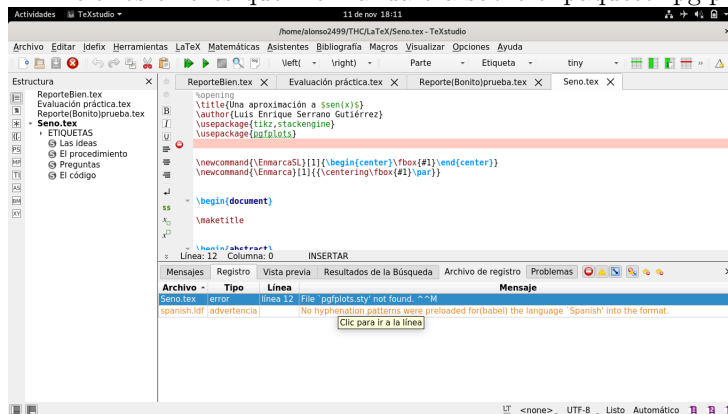 Actividades TeXstudio 11 de nov 18:11
/home/alonso2499/THC/LaTeX/Seno.tex - TeXstudio
Archivo Editar Idefix Herramientas LaTeX Matemáticas Asistentes Bibliografía Macros Visualizar Opciones Ayuda
\left( \right) Parte Etiqueta tiny
Estructura ReporteBien.tex Evaluación práctica.tex Reporte(Bonito)prueba.tex Seno.tex
ReporteBien.tex
Evaluación práctica.tex
Reporte(Bonito)prueba.tex
Seno.tex
ETIQUETAS
Las ideas
El procedimiento
Preguntas
El código
%opening
\title{Una aproximación a $sen(x)$}
\author{Luis Enrique Serrano Gutiérrez}
\usepackage{tikz,stackengine}
\usepackage{pgfplots}
\newcommand{\EnmarcaSL}[1]{\begin{center}\fbox{#1}\end{center}}
\newcommand{\Enmarca}[1]{{\centering\fbox{#1}\par}}
\begin{document}
\maketitle
\begin{abstract}
Línea: 12 Columna: 0 INSERTAR
Mensajes Registro Vista previa Resultados de la Búsqueda Archivo de registro Problemas
Archivo Tipo Línea Mensaje
Seno.tex error línea 12 File `pgfplots.sty' not found. ^^M
spanish.ldf advertencia No hyphenation patterns were preloaded for(babel) the language `Spanish' into the format.
Clic para ir a la línea
LT <none> UTF-8 Listo Automático